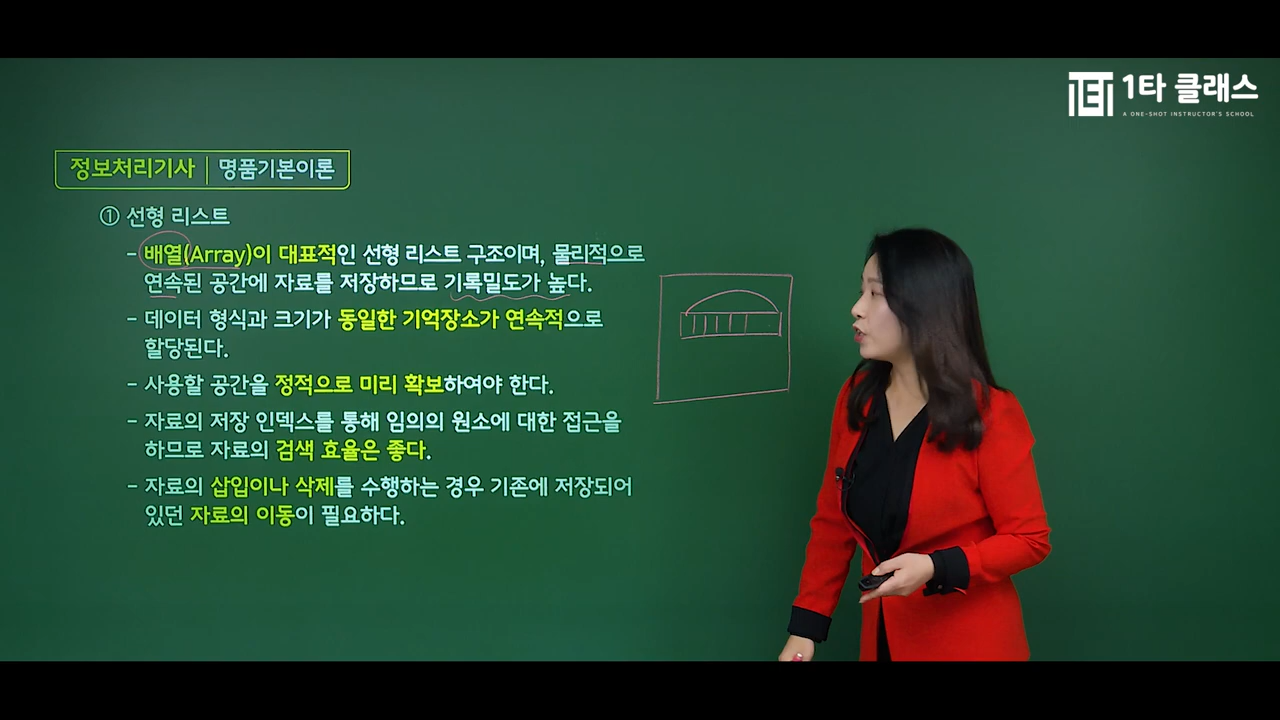 1타 클래스
A ONE-SHOT INSTRUCTOR'S SCHOOL
정보처리기사 | 명품기본이론
① 선형 리스트
- 배열(Array)이 대표적인 선형 리스트 구조이며, 물리적으로
연속된 공간에 자료를 저장하므로 기록밀도가 높다.
- 데이터 형식과 크기가 동일한 기억장소가 연속적으로
할당된다.
- 사용할 공간을 정적으로 미리 확보하여야 한다.
- 자료의 저장 인덱스를 통해 임의의 원소에 대한 접근을
하므로 자료의 검색 효율은 좋다.
- 자료의 삽입이나 삭제를 수행하는 경우 기존에 저장되어
있던 자료의 이동이 필요하다.